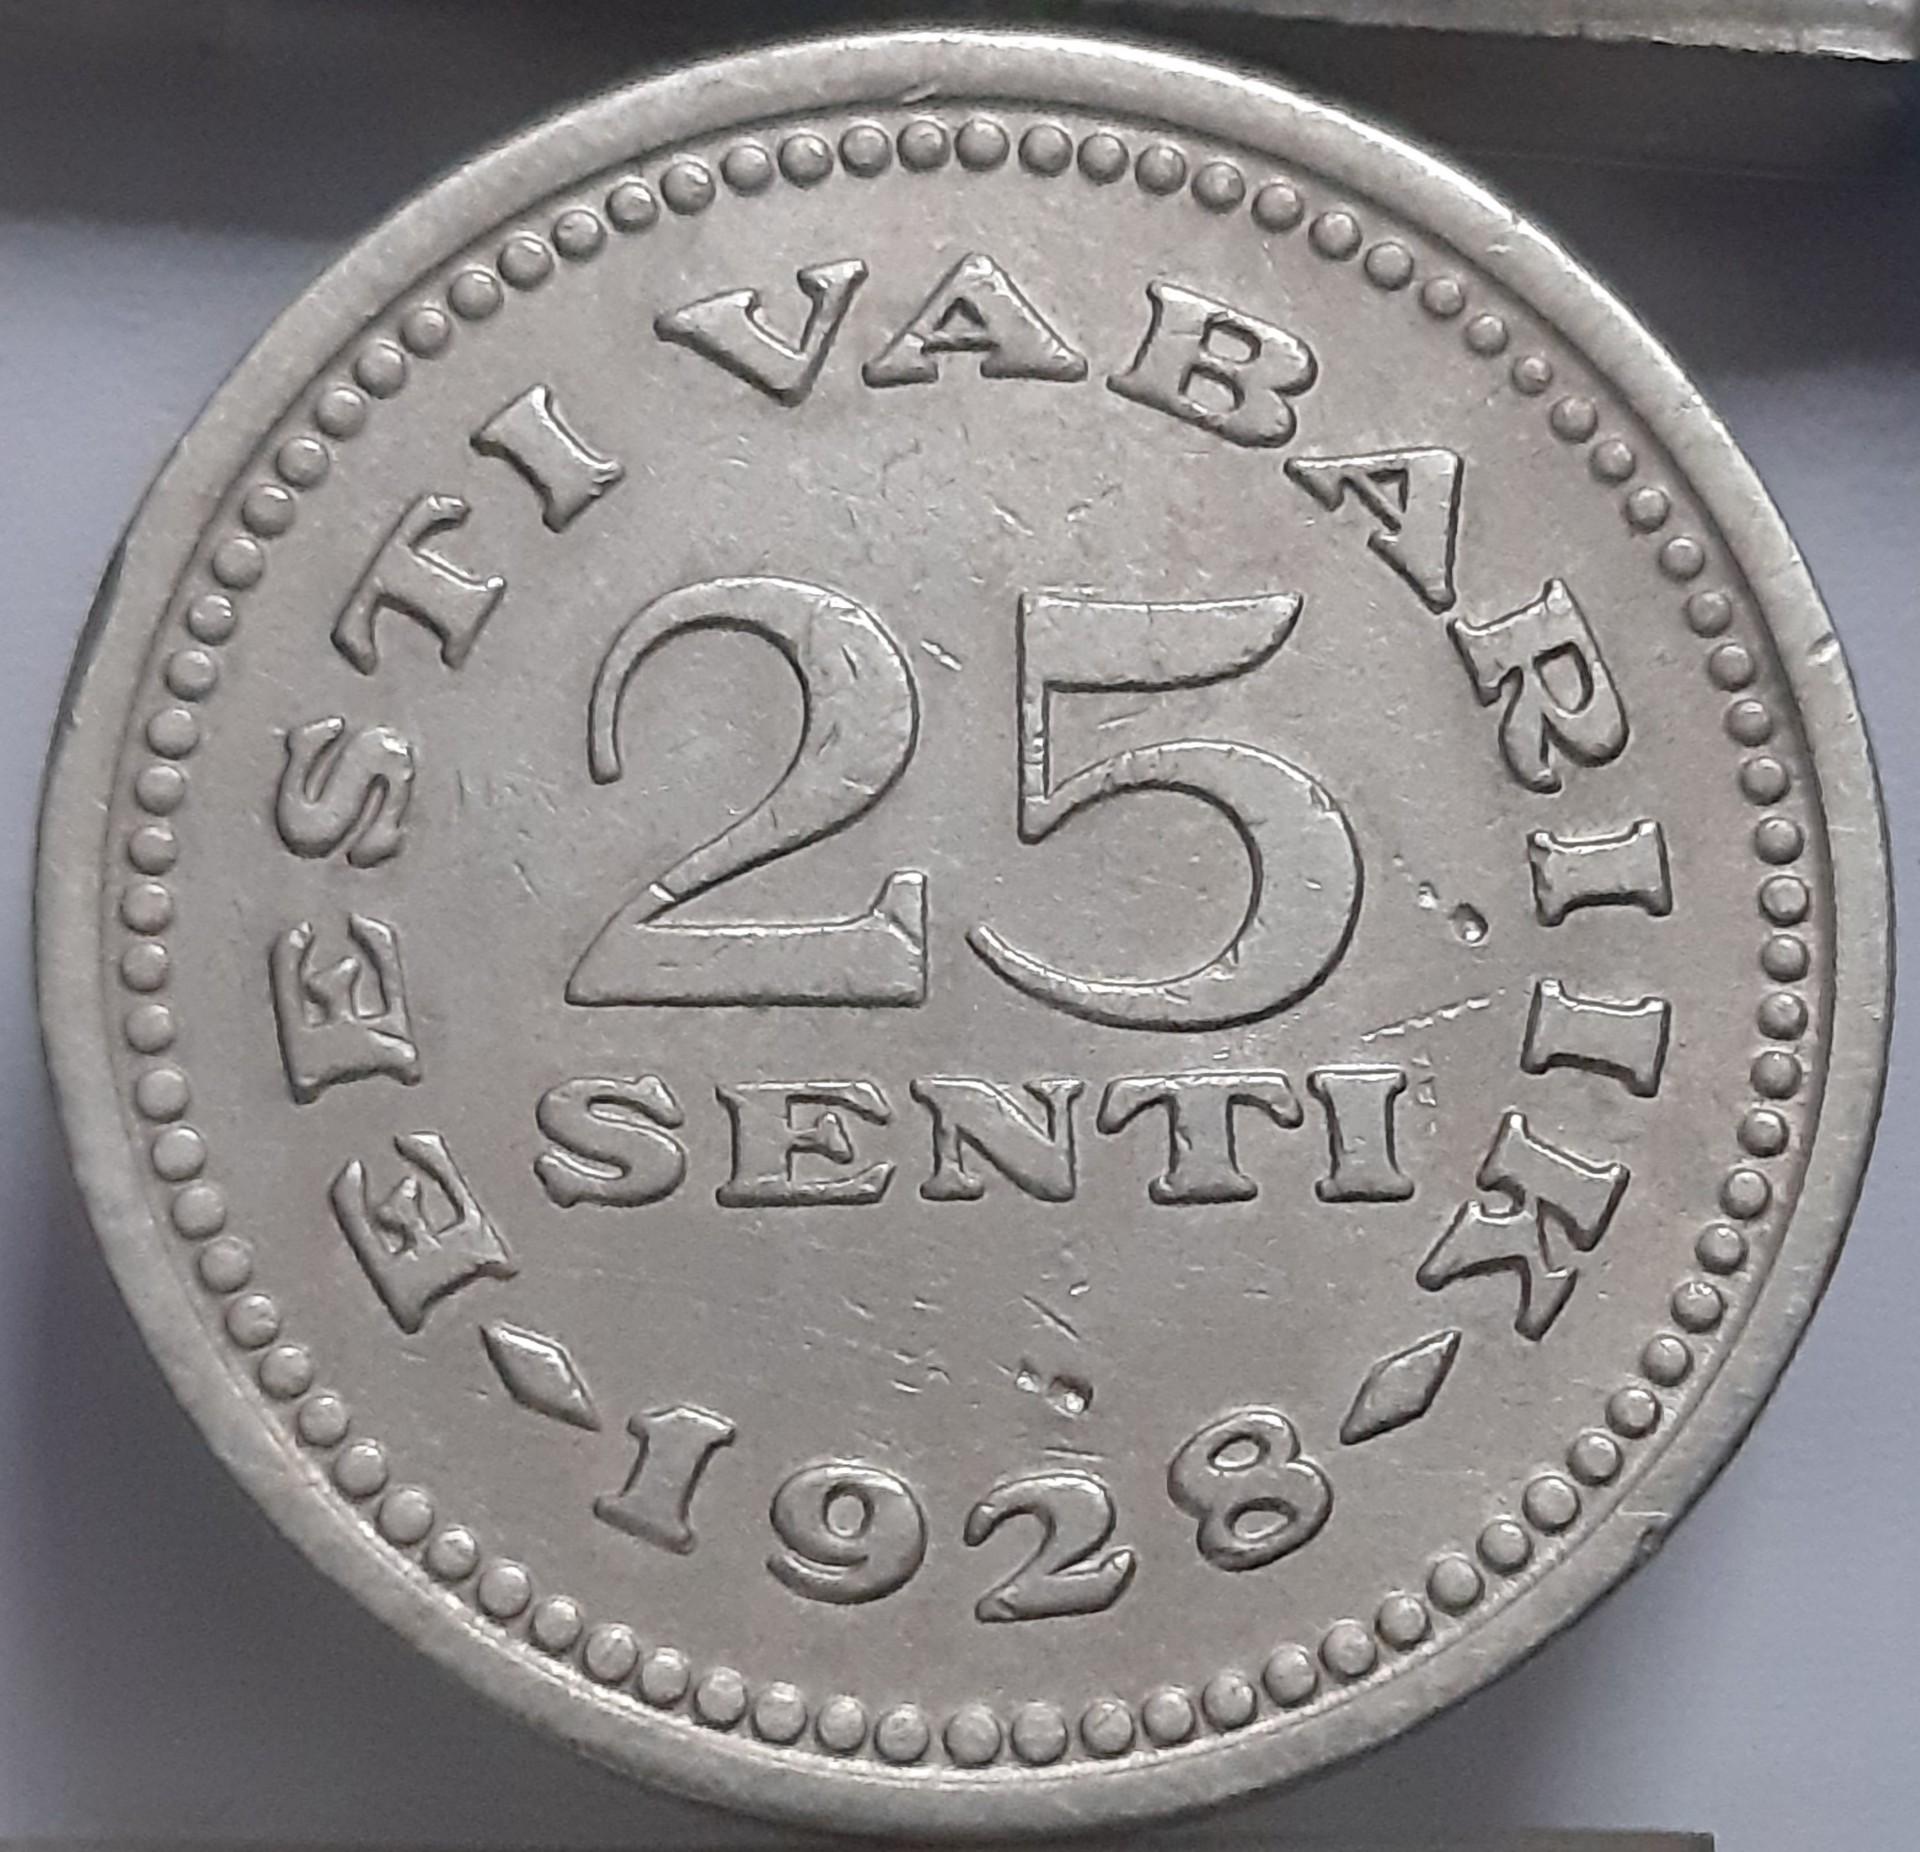 EESTI VABARIIK
25
SENTI
1928